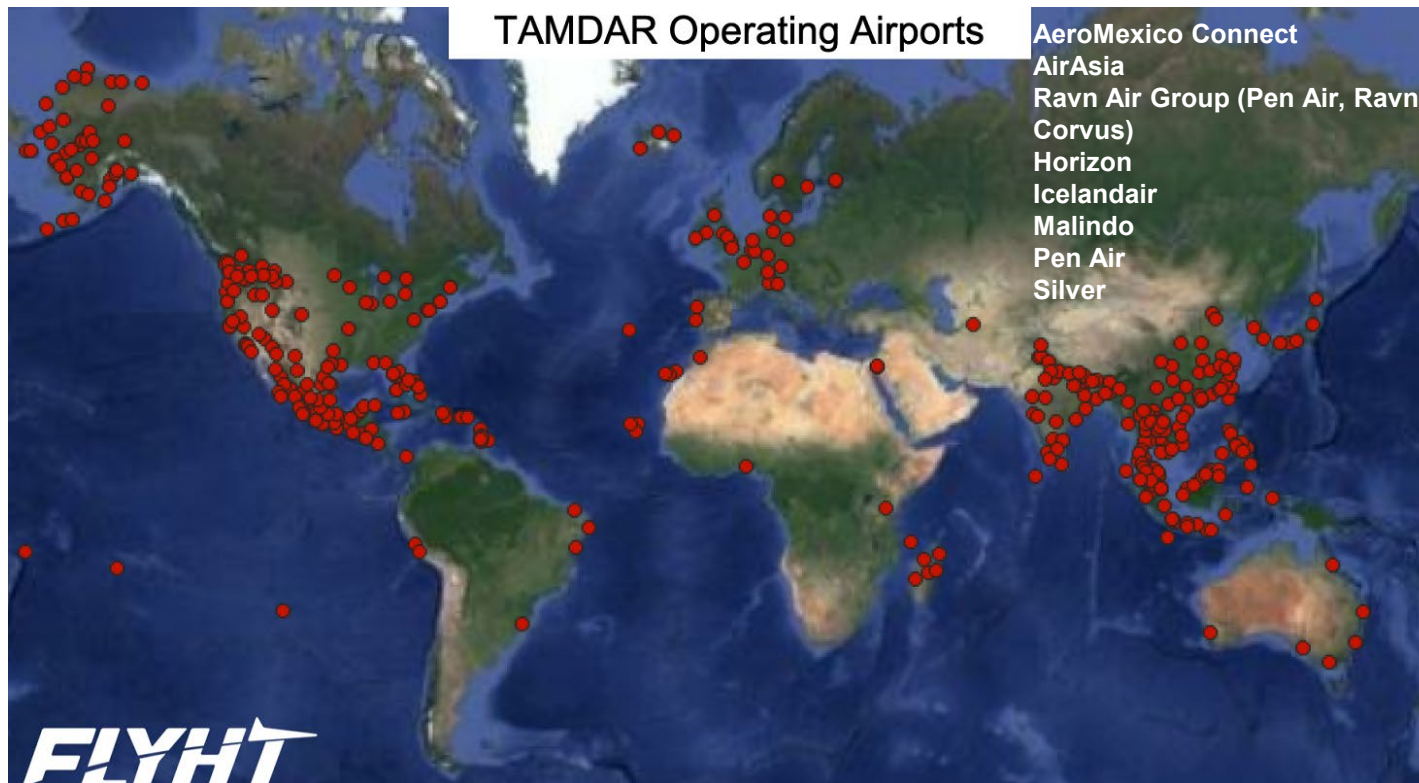 TAMDAR Operating Airports
AeroMexico Connect
AirAsia
Ravn Air Group (Pen Air, Ravn
Corvus)
Horizon
Icelandair
Malindo
Pen Air
Silver
FLYHT